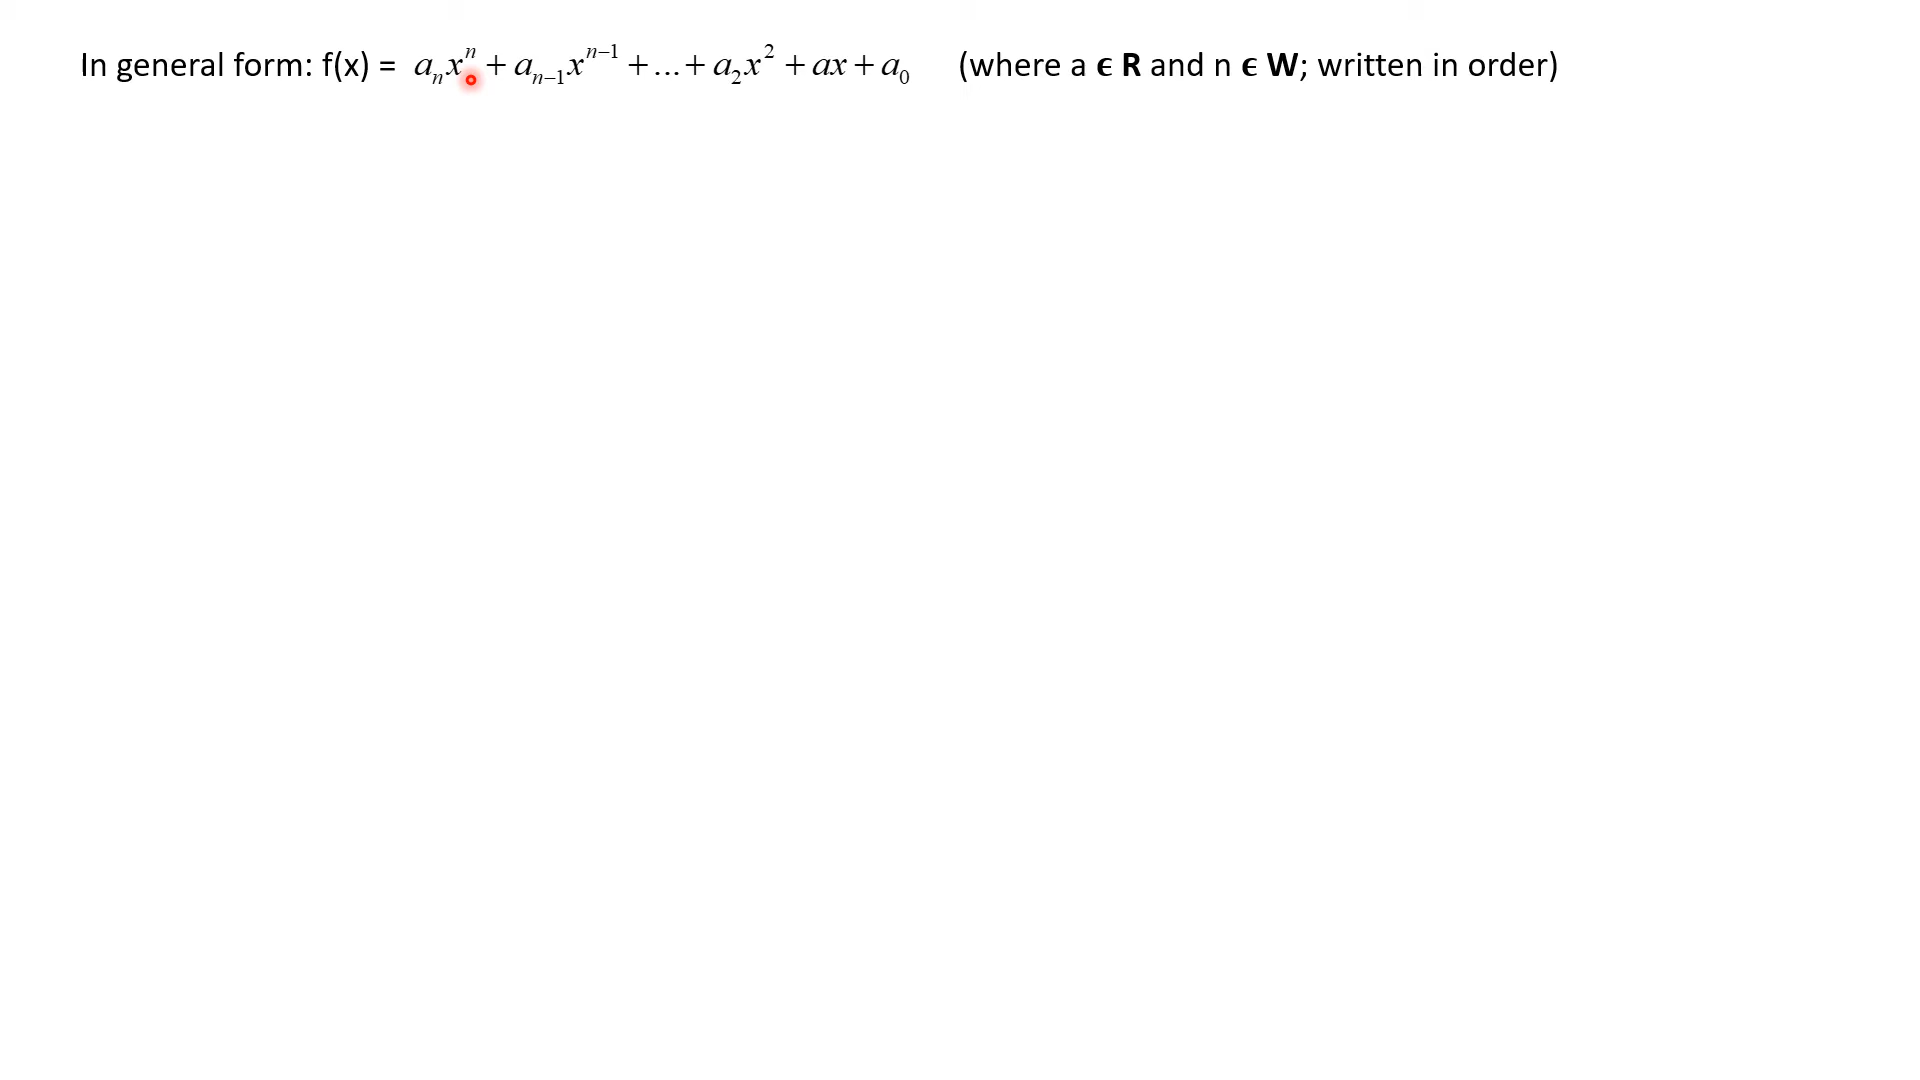 In general form: f(x) = aₙxⁿ + aₙ₋₁xⁿ⁻¹ + ... + a₂x² + ax + a₀ (where a ϵ R and n ϵ W; written in order)